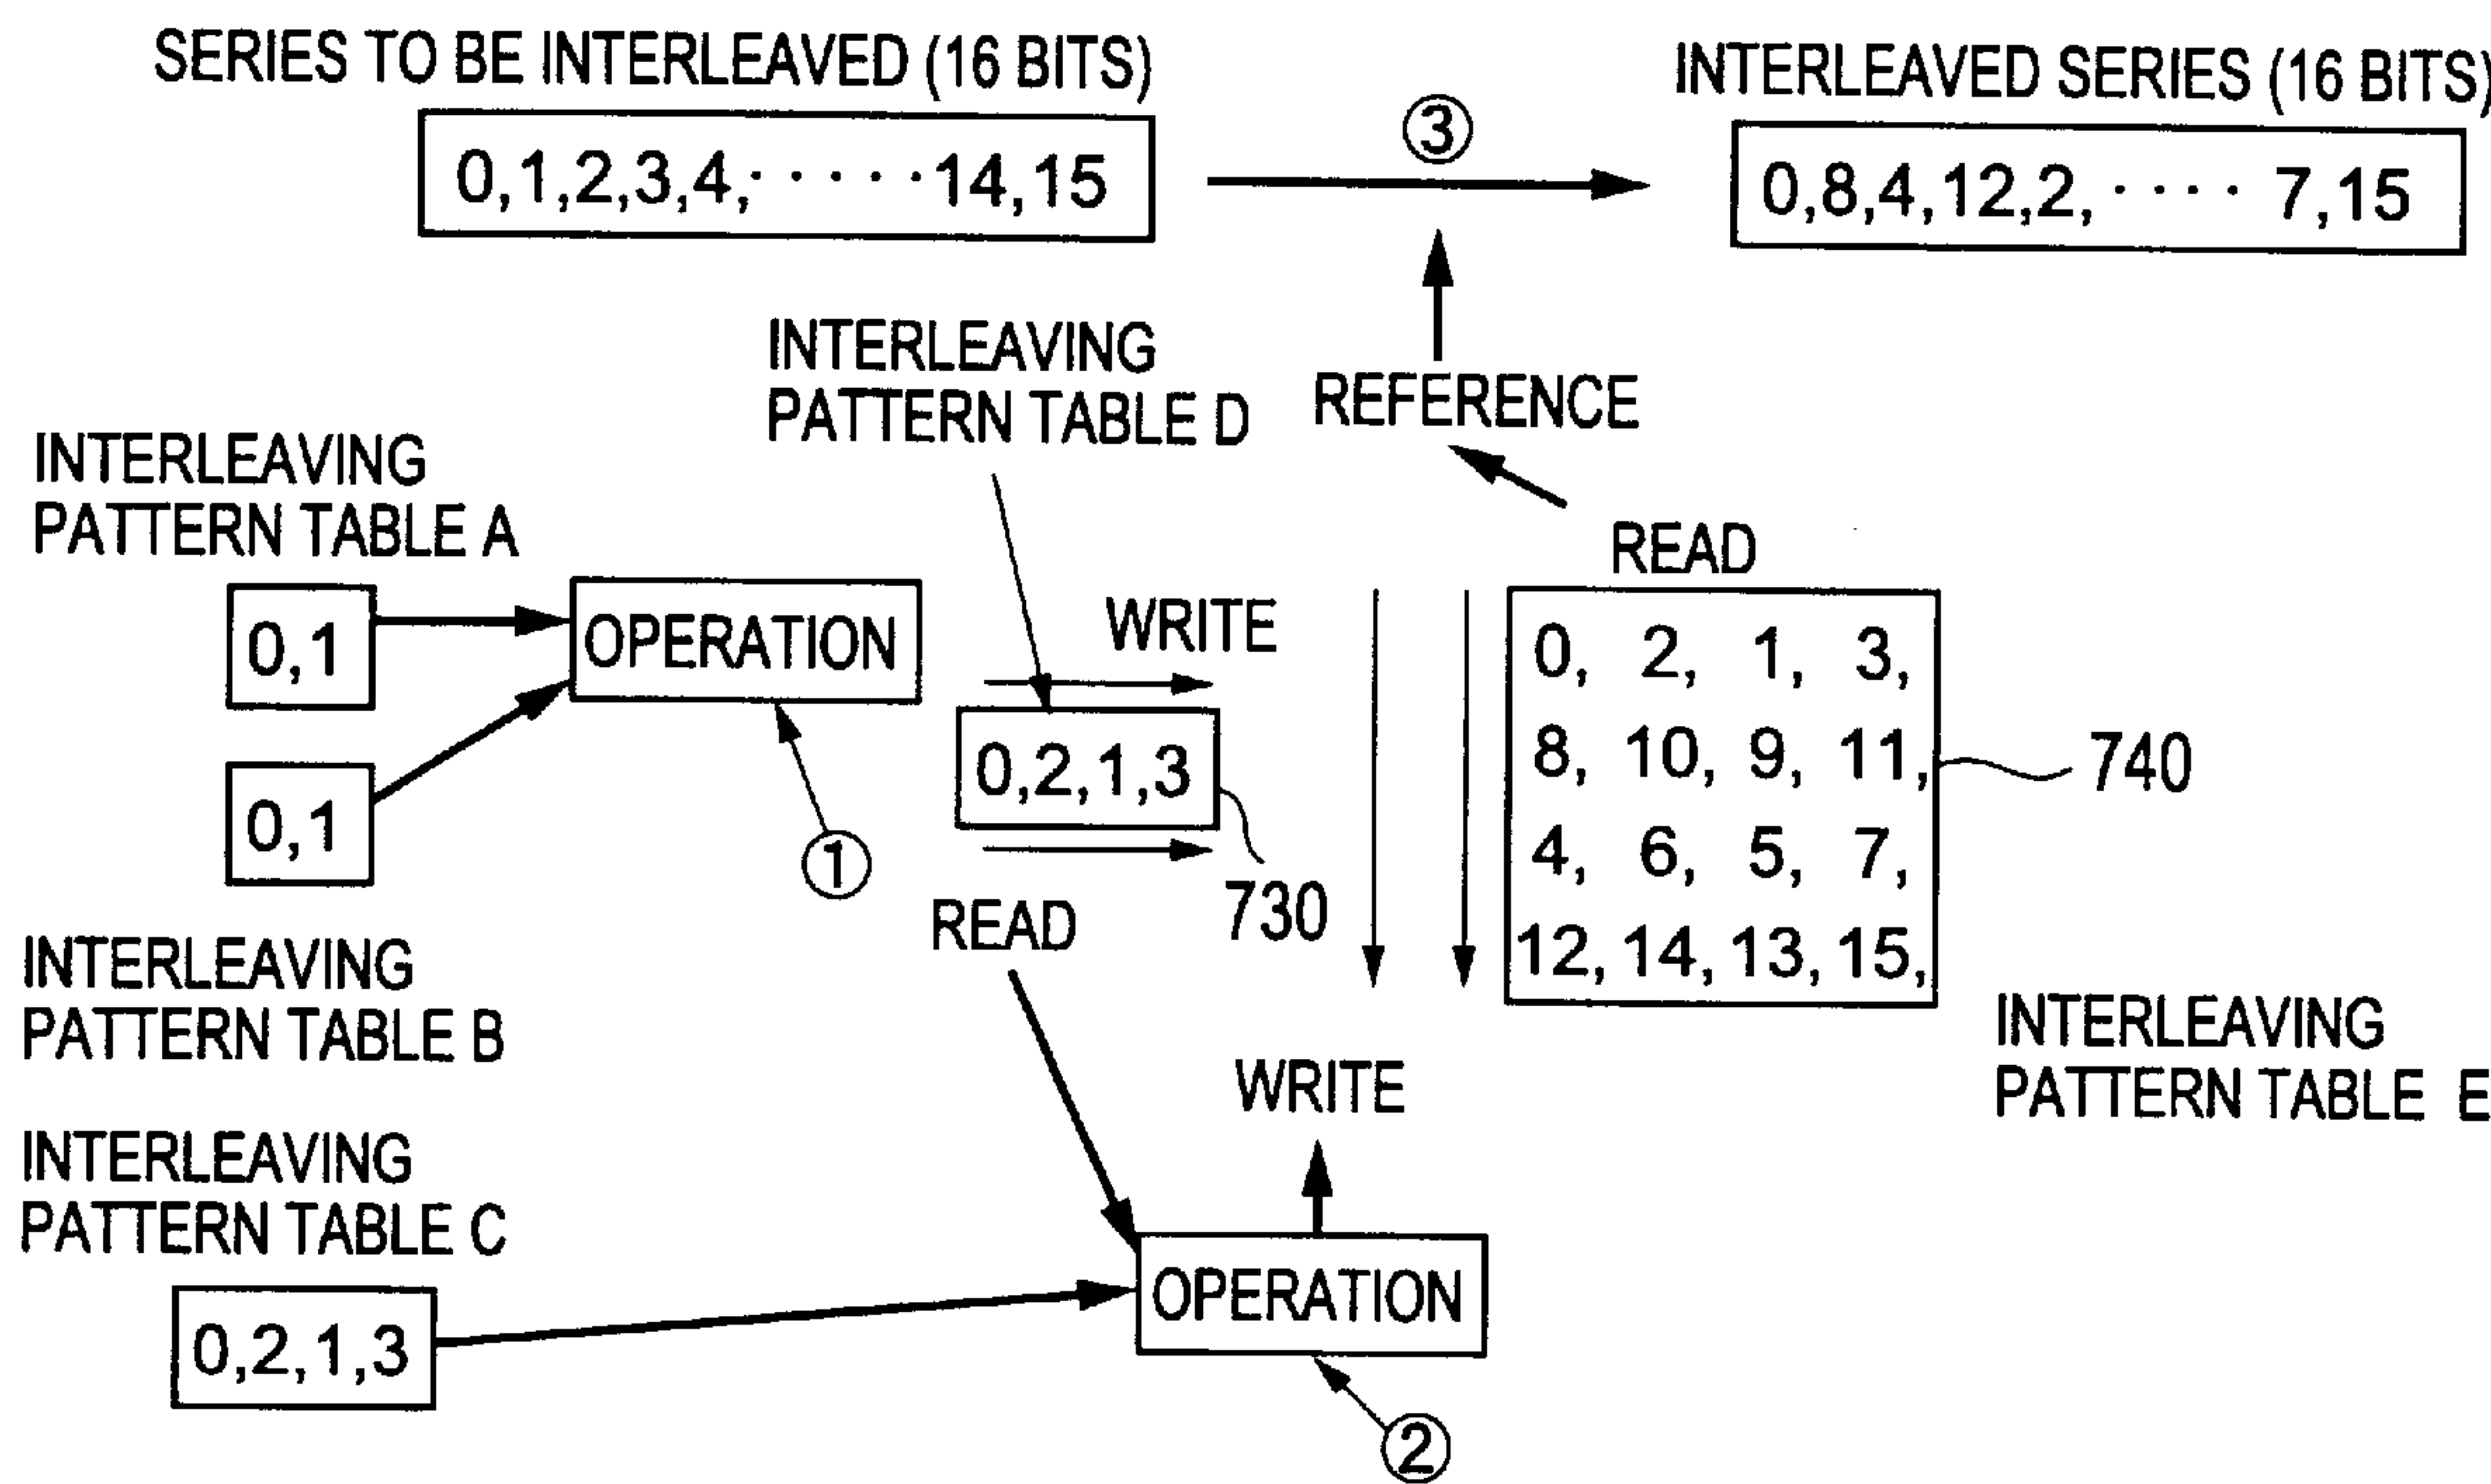 SERIES TO BE INTERLEAVED (16 BITS)
0,1,2,3,4,·····14,15
③
INTERLEAVED SERIES (16 BITS)
0,8,4,12,2,···· 7,15
INTERLEAVING
PATTERN TABLE D
REFERENCE
INTERLEAVING
PATTERN TABLE A
0,1
OPERATION
WRITE
READ
0,1
①
0,2,1,3
730
0, 2, 1, 3,
8, 10, 9, 11,
4, 6, 5, 7,
12, 14, 13, 15,
740
READ
INTERLEAVING
PATTERN TABLE B
INTERLEAVING
PATTERN TABLE E
WRITE
INTERLEAVING
PATTERN TABLE C
0,2,1,3
OPERATION
②